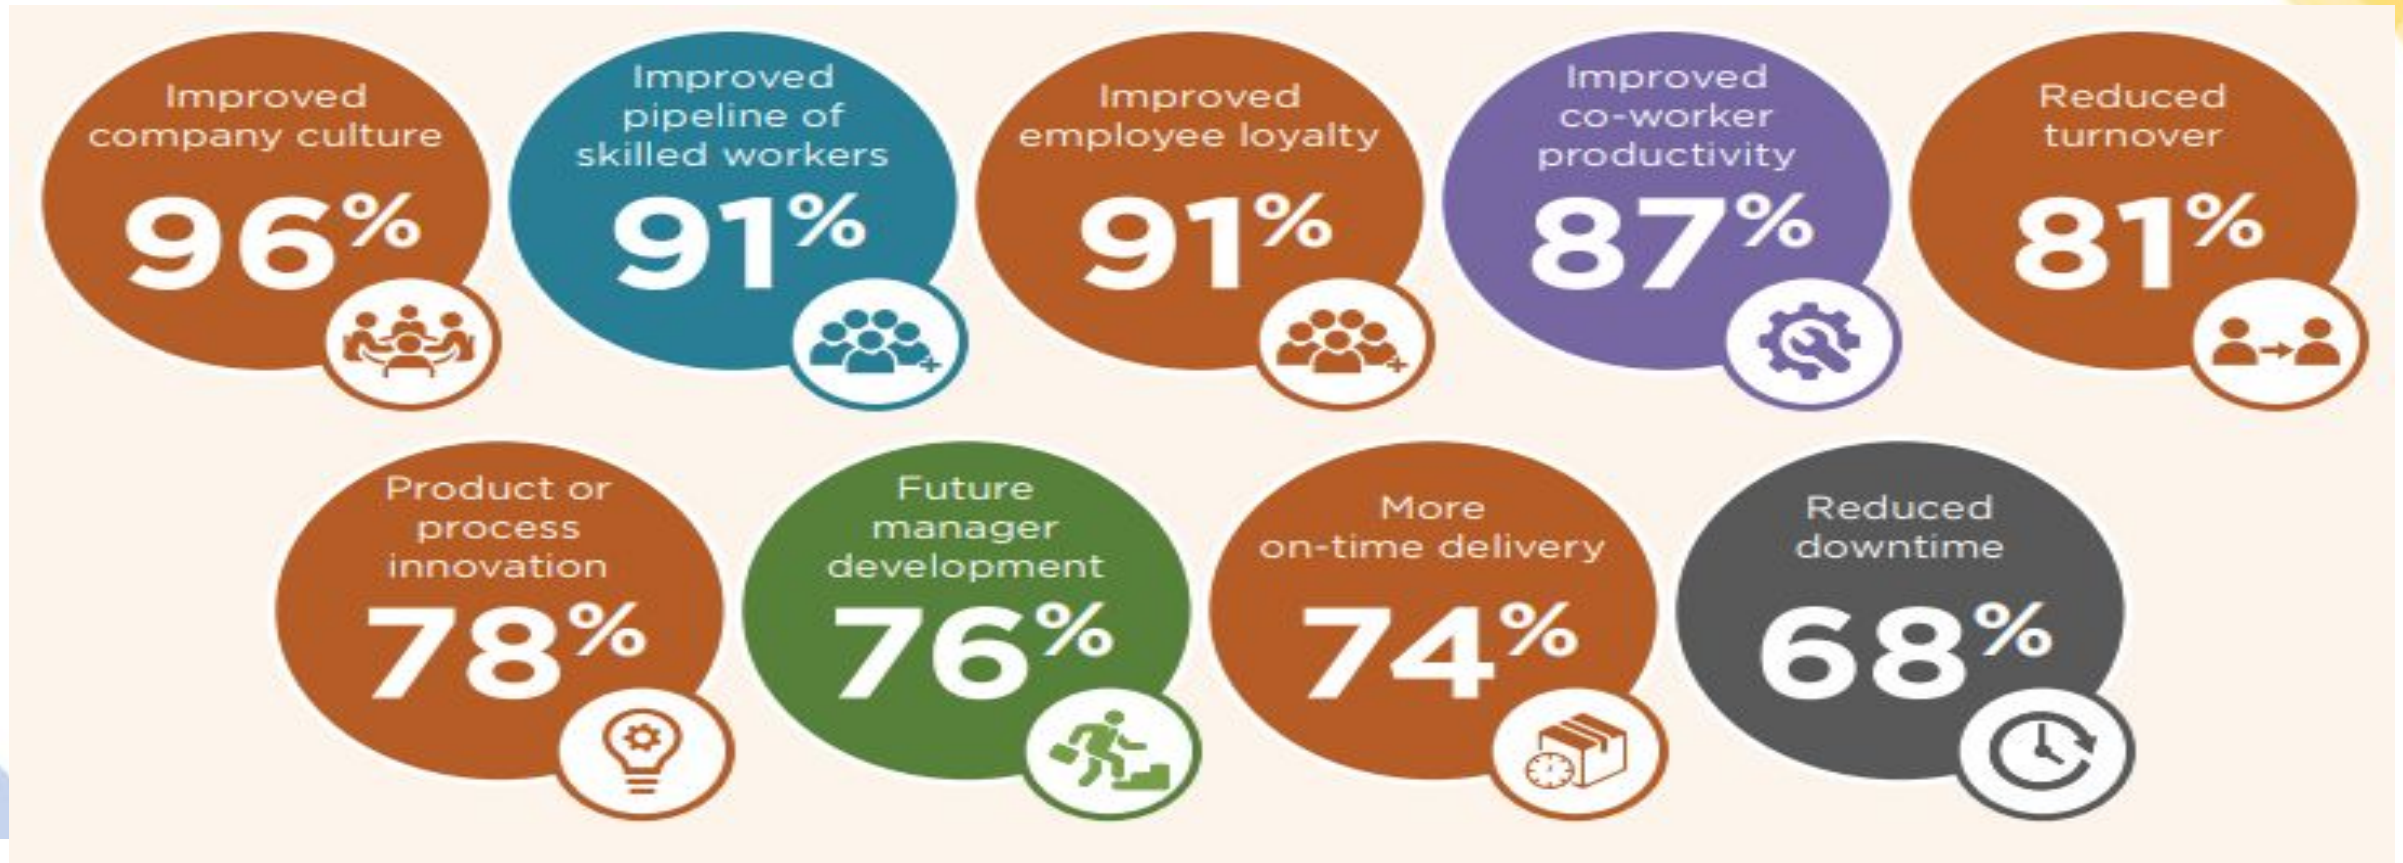 Improved
company culture
96%
Improved
pipeline of
skilled workers
91%
Improved
employee loyalty
91%
Improved
co-worker
productivity
87%
Reduced
turnover
81%
Product or
process
innovation
78%
Future
manager
development
76%
More
on-time delivery
74%
Reduced
downtime
68%